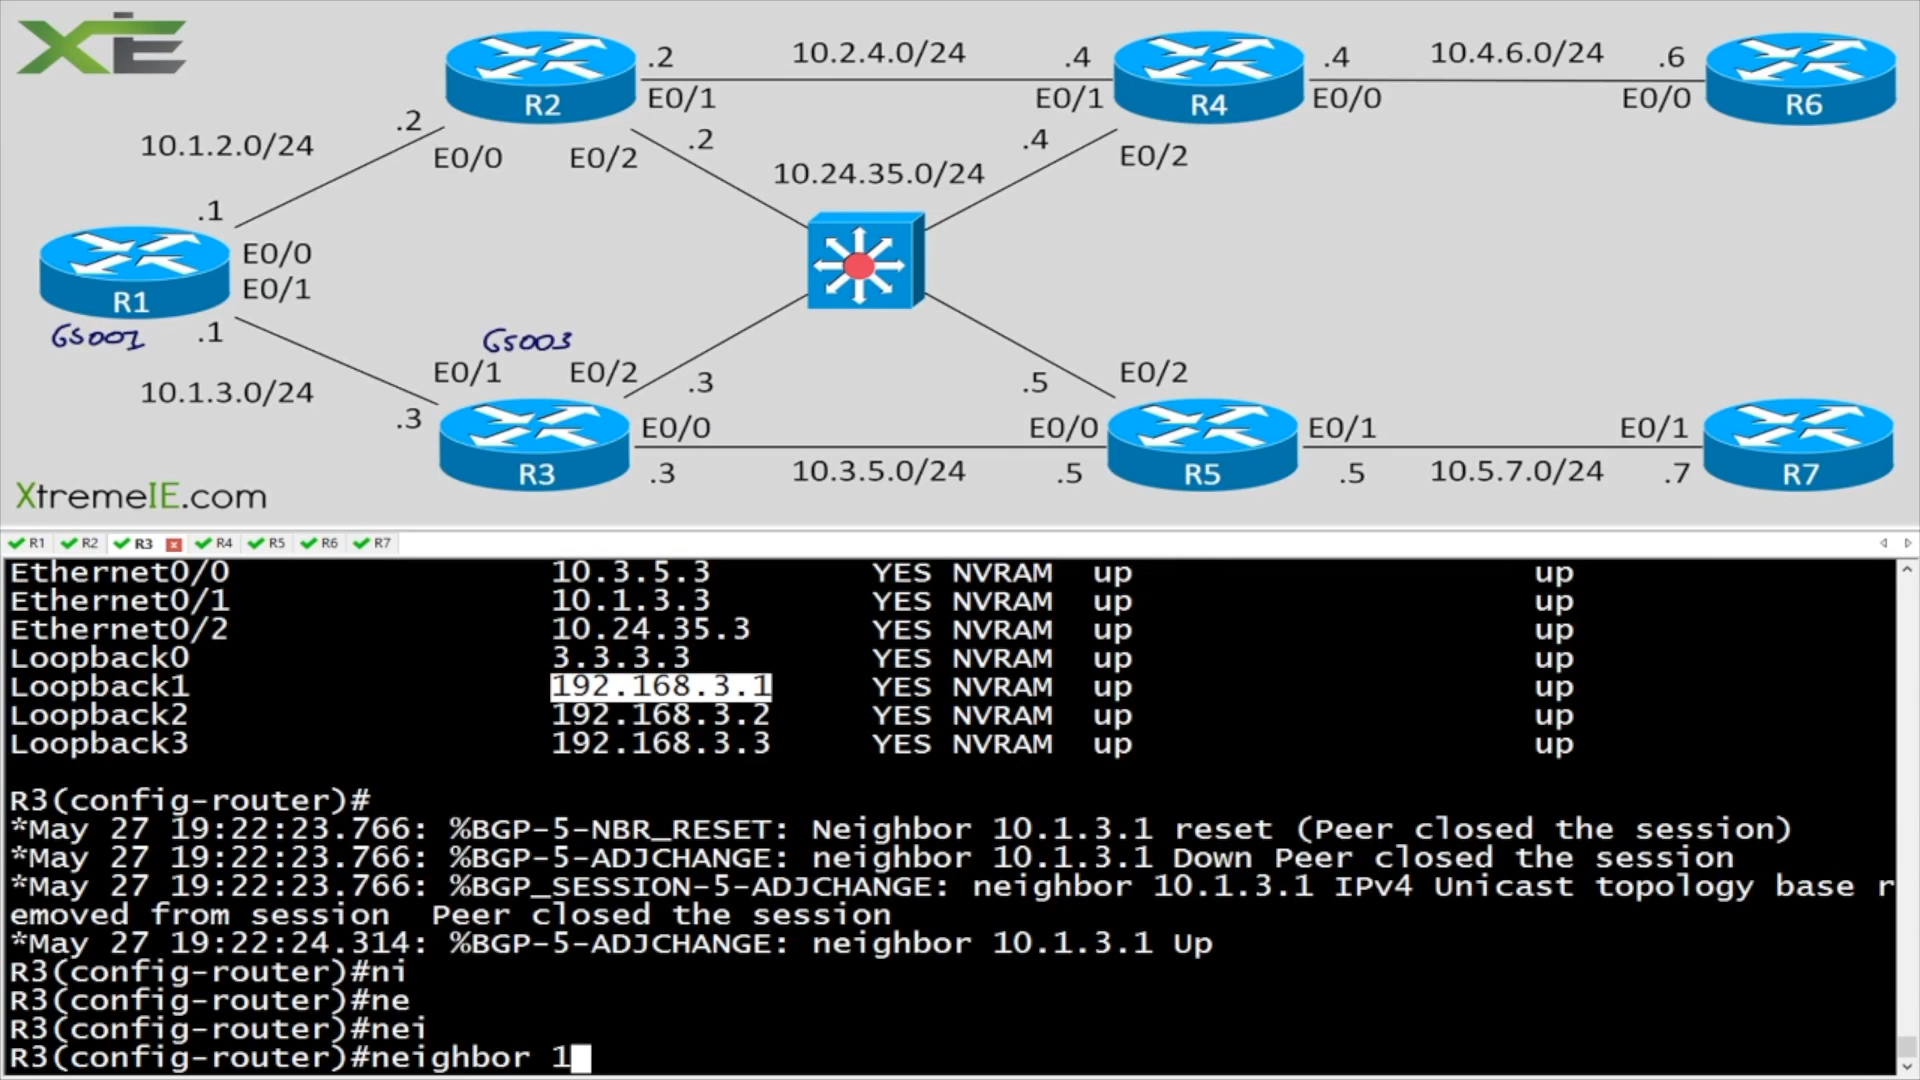 XIE
.2 10.2.4.0/24 .4 .4 10.4.6.0/24 .6
R2 E0/1 E0/1 R4 E0/0 E0/0 R6
10.1.2.0/24 .2 E0/0 E0/2 .2 .4 E0/2
10.24.35.0/24
.1
E0/0
R1 E0/1
65001 .1 65003
10.1.3.0/24 E0/1 E0/2 .3 .5 E0/2
.3 E0/0 E0/0 E0/1 E0/1
R3 .3 10.3.5.0/24 .5 R5 .5 10.5.7.0/24 .7 R7
XtremeIE.com
R1 R2 R3 R4 R5 R6 R7
Ethernet0/0 10.3.5.3 YES NVRAM up up
Ethernet0/1 10.1.3.3 YES NVRAM up up
Ethernet0/2 10.24.35.3 YES NVRAM up up
Loopback0 3.3.3.3 YES NVRAM up up
Loopback1 192.168.3.1 YES NVRAM up up
Loopback2 192.168.3.2 YES NVRAM up up
Loopback3 192.168.3.3 YES NVRAM up up
R3(config-router)#
*May 27 19:22:23.766: %BGP-5-NBR_RESET: Neighbor 10.1.3.1 reset (Peer closed the session)
*May 27 19:22:23.766: %BGP-5-ADJCHANGE: neighbor 10.1.3.1 Down Peer closed the session
*May 27 19:22:23.766: %BGP_SESSION-5-ADJCHANGE: neighbor 10.1.3.1 IPv4 Unicast topology base r
emoved from session  Peer closed the session
*May 27 19:22:24.314: %BGP-5-ADJCHANGE: neighbor 10.1.3.1 Up
R3(config-router)#ni
R3(config-router)#ne
R3(config-router)#nei
R3(config-router)#neighbor 1